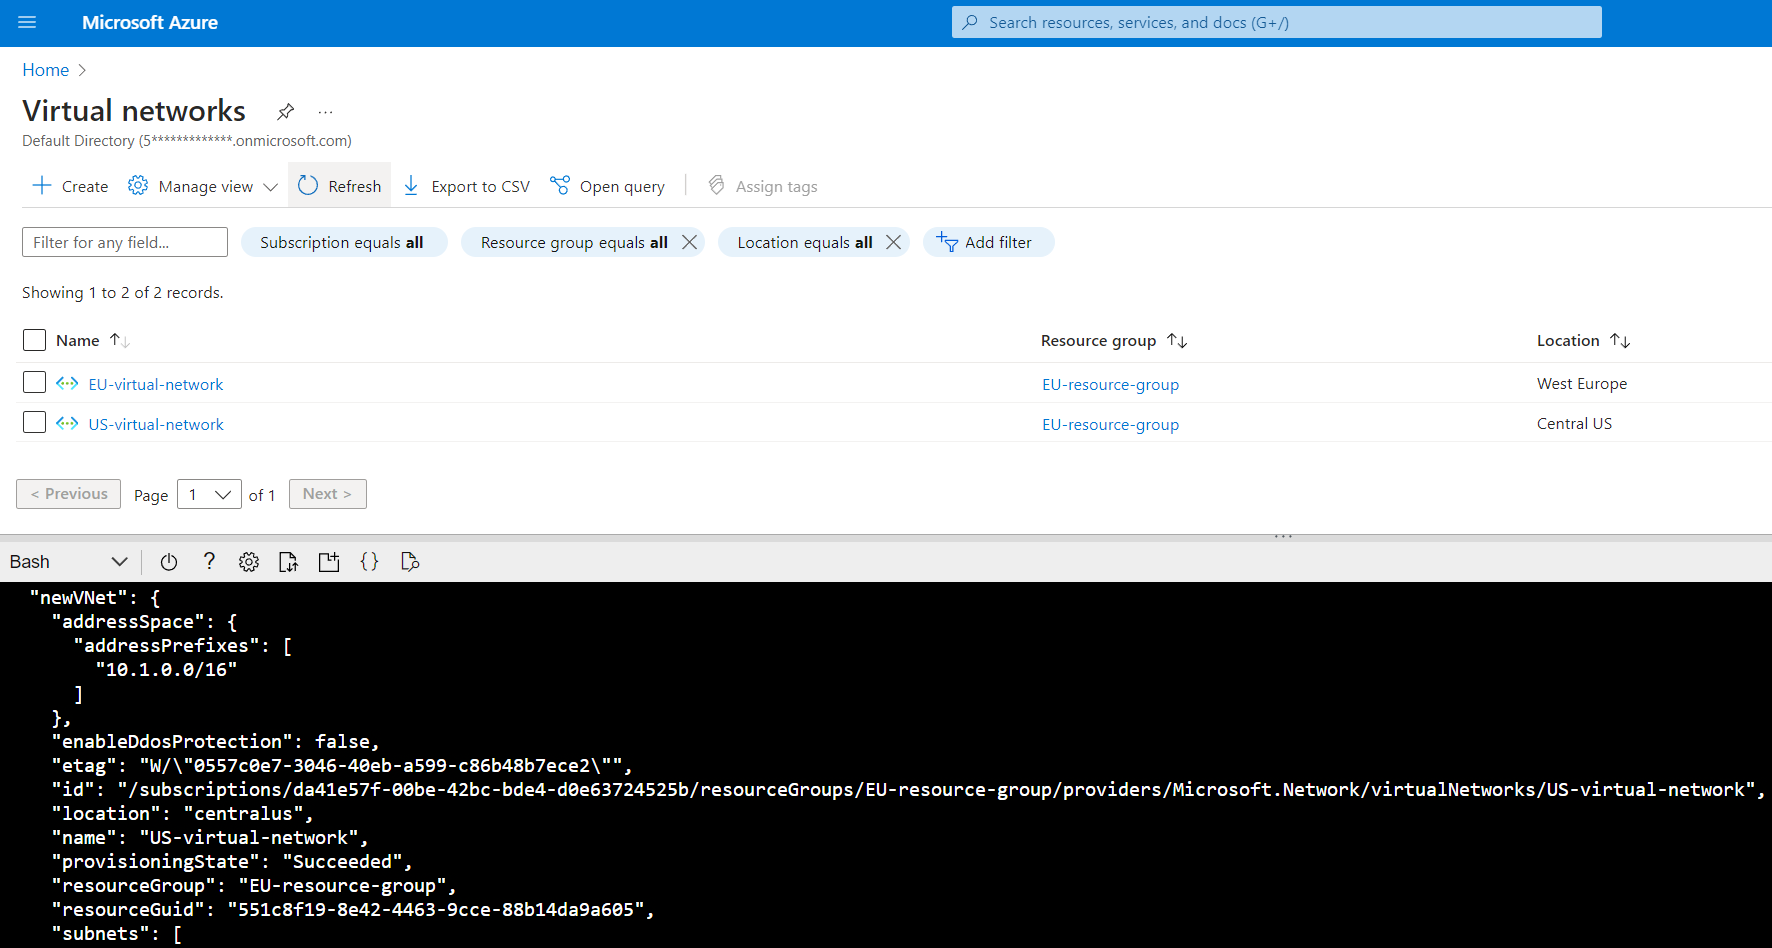 Microsoft Azure
Search resources, services, and docs (G+/)
Home
Virtual networks
Default Directory (5*************.onmicrosoft.com)
Create Manage view Refresh Export to CSV Open query Assign tags
Filter for any field... Subscription equals all Resource group equals all Location equals all Add filter
Showing 1 to 2 of 2 records.
Name Resource group Location
EU-virtual-network EU-resource-group West Europe
US-virtual-network EU-resource-group Central US
< Previous Page 1 of 1 Next >
Bash
"newVNet": {
"addressSpace": {
"addressPrefixes": [
"10.1.0.0/16"
]
},
"enableDdosProtection": false,
"etag": "W/\"0557c0e7-3046-40eb-a599-c86b48b7ece2\"",
"id": "/subscriptions/da41e57f-00be-42bc-bde4-d0e63724525b/resourceGroups/EU-resource-group/providers/Microsoft.Network/virtualNetworks/US-virtual-network",
"location": "centralus",
"name": "US-virtual-network",
"provisioningState": "Succeeded",
"resourceGroup": "EU-resource-group",
"resourceGuid": "551c8f19-8e42-4463-9cce-88b14da9a605",
"subnets": [